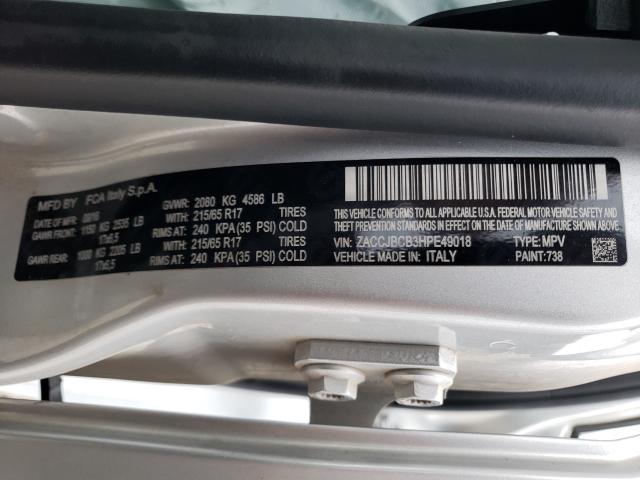 MFD BY FCA Italy S.p.A.
DATE OF MFR GVWR: 2080 KG 4586 LB
GAWR FRONT: 1150 KG 2535 LB WITH: 215/65 R17 TIRES
17x6,5 RIMS AT: 240 KPA (35 PSI) COLD
GAWR REAR: 1000 KG 2205 LB WITH: 215/65 R17 TIRES
17x6,5 RIMS AT: 240 KPA (35 PSI) COLD
THIS VEHICLE CONFORMS TO ALL APPLICABLE U.S.A. FEDERAL MOTOR VEHICLE
SAFETY, BUMPER, AND THEFT PREVENTION STANDARDS
IN EFFECT ON THE DATE OF MANUFACTURE SHOWN ABOVE.
VIN: ZACCJBCB3HPE49018 TYPE: MPV
VEHICLE MADE IN: ITALY PAINT: 738